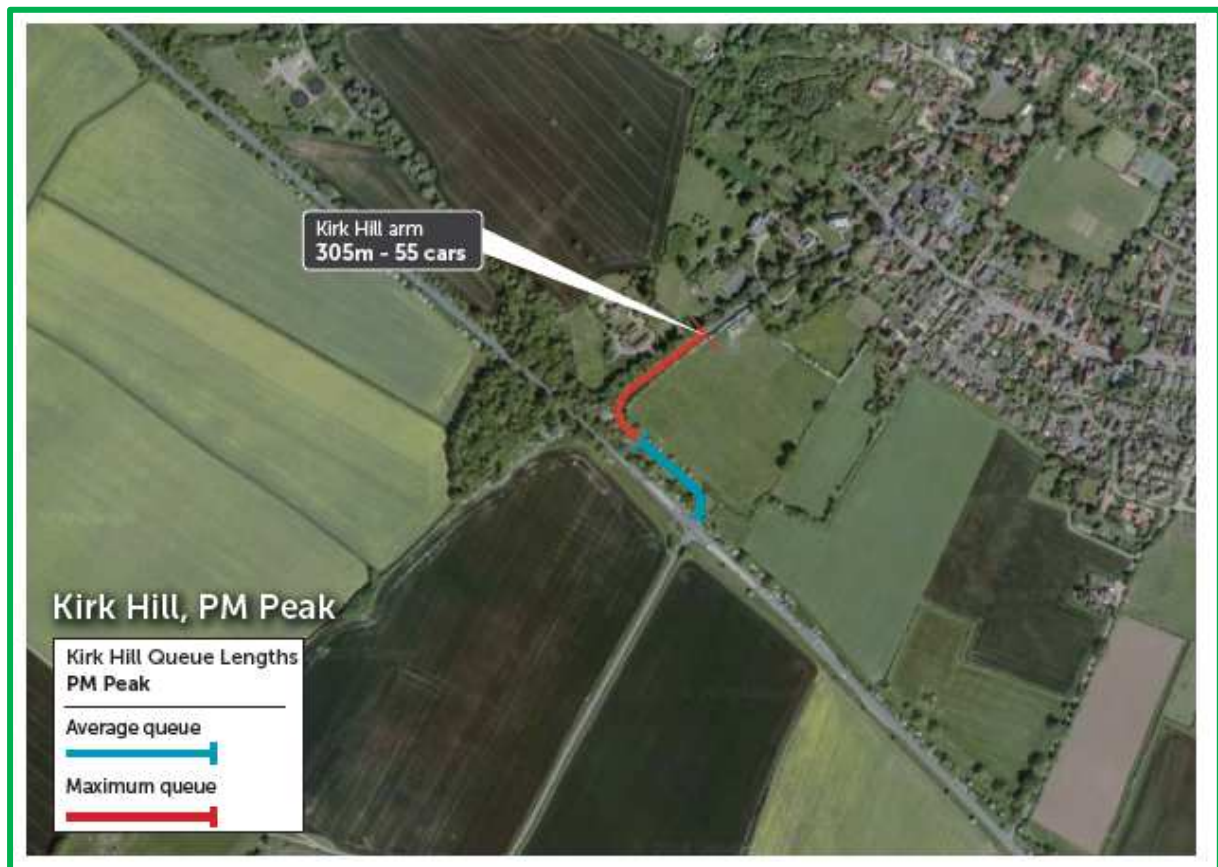 Kirk Hill arm
305m - 55 cars
Kirk Hill, PM Peak
Kirk Hill Queue Lengths
PM Peak
Average queue
Maximum queue